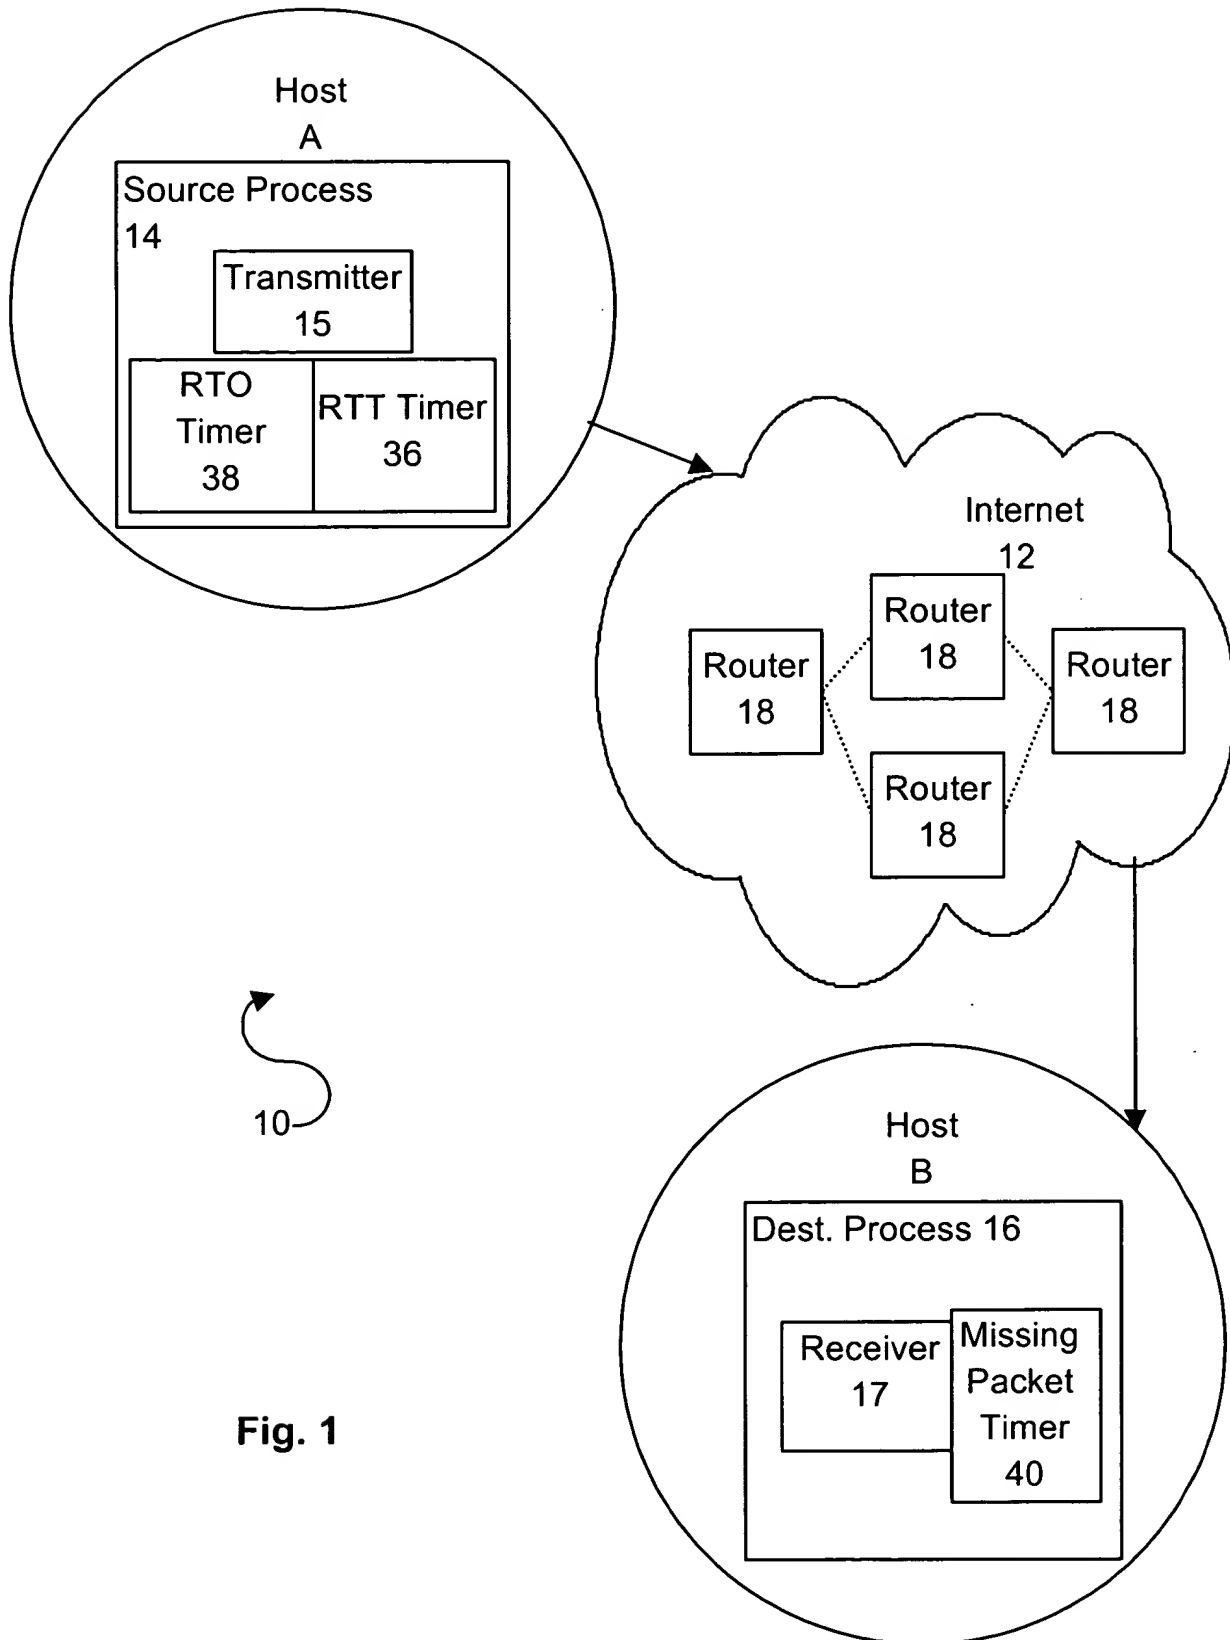 Host
A
Source Process
14
Transmitter
15
RTO
Timer
38
RTT Timer
36
Internet
12
Router
18
Router
18
Router
18
Router
18
10
Host
B
Dest. Process 16
Receiver
17
Missing
Packet
Timer
40
Fig. 1